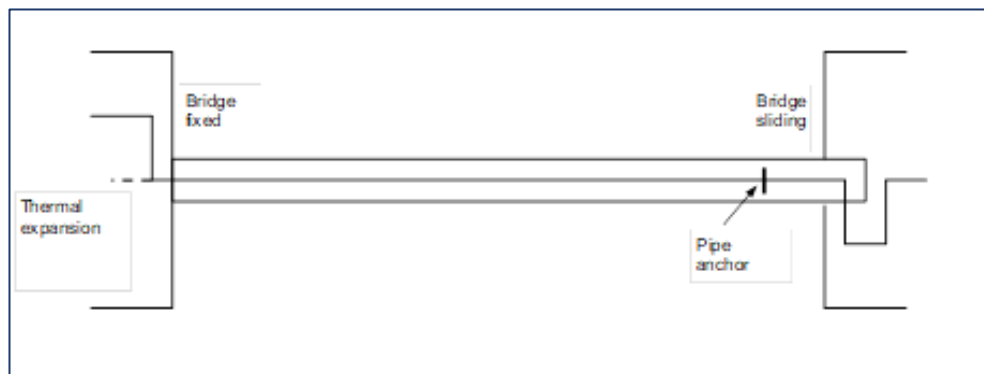 Bridge
fixed
Bridge
sliding
Thermal
expansion
Pipe
anchor